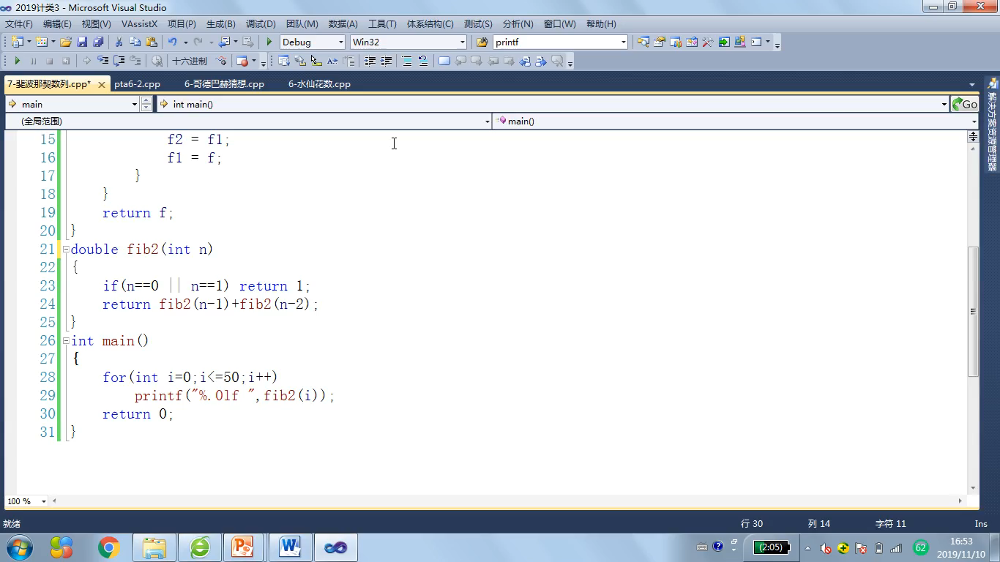 2019计类3 - Microsoft Visual Studio
文件(F) 编辑(E) 视图(V) VAssistX 项目(P) 生成(B) 调试(D) 团队(M) 数据(A) 工具(T) 体系结构(C) 测试(S) 分析(N) 窗口(W) 帮助(H)
Debug Win32 printf
十六进制
7-斐波那契数列.cpp* pta6-2.cpp 6-哥德巴赫猜想.cpp 6-水仙花数.cpp
main int main() Go
(全局范围) main()
解决方案资源管理器
15 f2 = f1;
16 f1 = f;
17 }
18 }
19 return f;
20 }
21 double fib2(int n)
22 {
23 if(n==0 || n==1) return 1;
24 return fib2(n-1)+fib2(n-2);
25 }
26 int main()
27 {
28 for(int i=0;i<=50;i++)
29 printf("%.0lf ",fib2(i));
30 return 0;
31 }
100 %
就绪 行 30 列 14 字符 11 Ins
(2:05) 62 16:53
2019/11/10